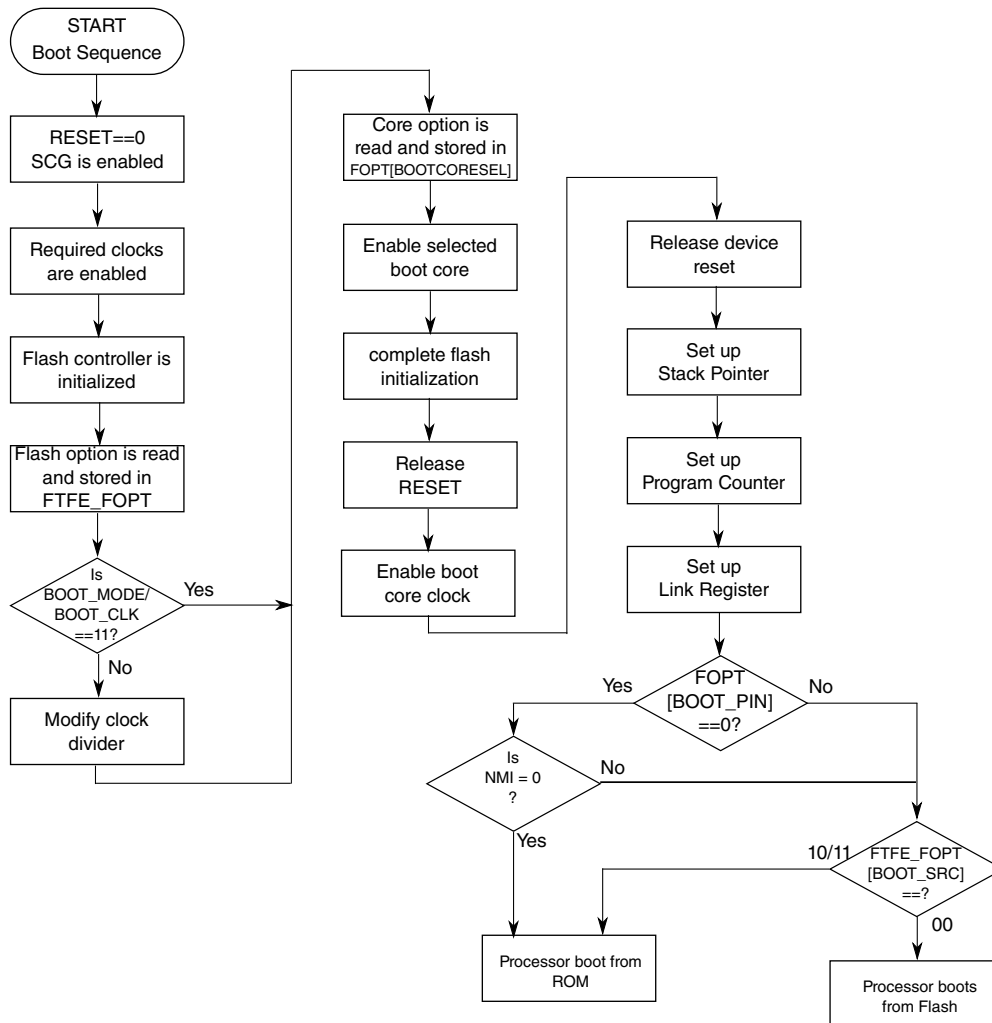 START
Boot Sequence
RESET==0
SCG is enabled
Required clocks
are enabled
Flash controller is
initialized
Flash option is read
and stored in
FTFE_FOPT
Is
BOOT_MODE/
BOOT_CLK
==11?
Yes
No
Modify clock
divider
Core option is
read and stored in
FOPT[BOOTCORESEL]
Enable selected
boot core
complete flash
initialization
Release
RESET
Enable boot
core clock
Release device
reset
Set up
Stack Pointer
Set up
Program Counter
Set up
Link Register
FOPT
[BOOT_PIN]
==0?
Yes
No
Is
NMI = 0
?
No
Yes
10/11
FTFE_FOPT
[BOOT_SRC]
==?
00
Processor boot from
ROM
Processor boots
from Flash